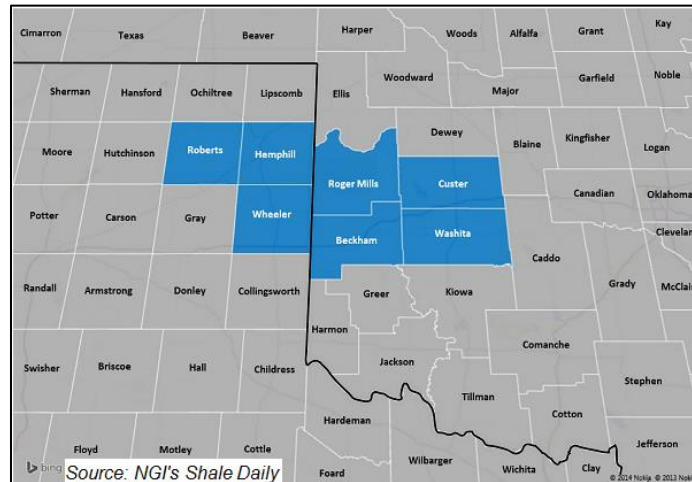 Cimarron
Texas
Beaver
Harper
Woods
Alfalfa
Grant
Kay
Woodward
Major
Garfield
Noble
Ellis
Sherman
Hansford
Ochiltree
Lipscomb
Dewey
Blaine
Kingfisher
Logan
Moore
Hutchinson
Roberts
Hemphill
Roger Mills
Custer
Canadian
Oklahoma
Potter
Carson
Gray
Wheeler
Beckham
Washita
Cleveland
Caddo
Grady
McClain
Randall
Armstrong
Donley
Collingsworth
Greer
Kiowa
Harmon
Comanche
Swisher
Briscoe
Hall
Childress
Jackson
Tillman
Stephen
Cotton
Hardeman
Jefferson
Floyd
Motley
Cottle
Foard
Wilbarger
Wichita
Clay
bing
Source: NGI's Shale Daily
© 2014 Nokia © 2013 Nok